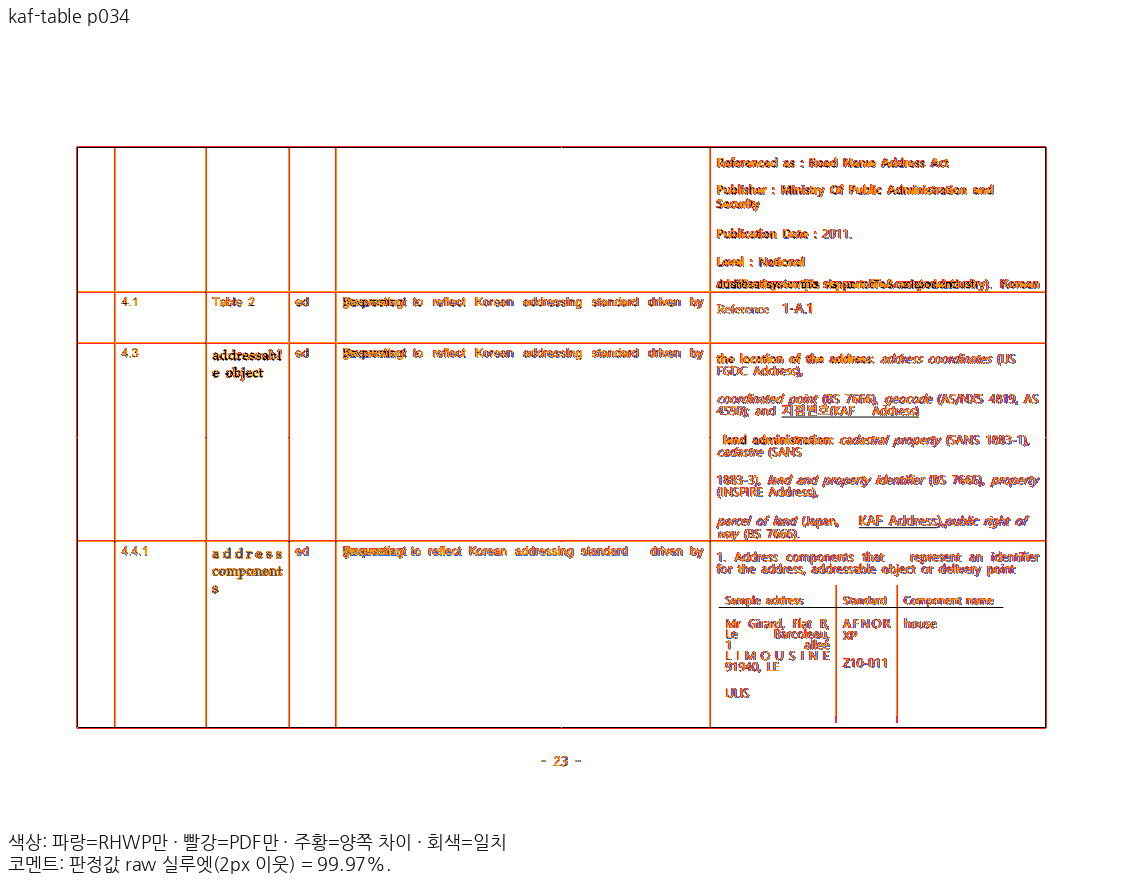 kaf-table p034
Referenced as : Road Name Address Act
Publisher : Ministry Of Public Administration and
Security
Publication Date : 2011.
Level : National
Korean
4.1 Table 2 ed to reflect Korean addressing standard driven by
Reference 1-A.1
4.3 addressabl ed to reflect Korean addressing standard driven by
e object
the location of the address: address coordinates (US
FGDC Address),
coordinated point (BS 7666), geocode (AS/NZS 4819, AS
4590); and 지점번호(KAF Address)
land administration: cadastral property (SANS 1883-1),
cadastre (SANS
1883-3), land and property identifier (BS 7666), property
(INSPIRE Address),
parcel of land (Japan, KAF Address),public right of
way (BS 7666).
4.4.1 address ed to reflect Korean addressing standard driven by
component
s
1. Address components that represent an identifier
for the address, addressable object or delivery point
Sample address Standard Component name
Mr Girard, Flat B, AFNOR house
Le Barcoleau, XP
1 allée
LIMOUSINE Z10-011
91940, LE
ULIS
- 23 -
색상: 파랑=RHWP만 · 빨강=PDF만 · 주황=양쪽 차이 · 회색=일치
코멘트: 판정값 raw 실루엣(2px 이웃) = 99.97%.